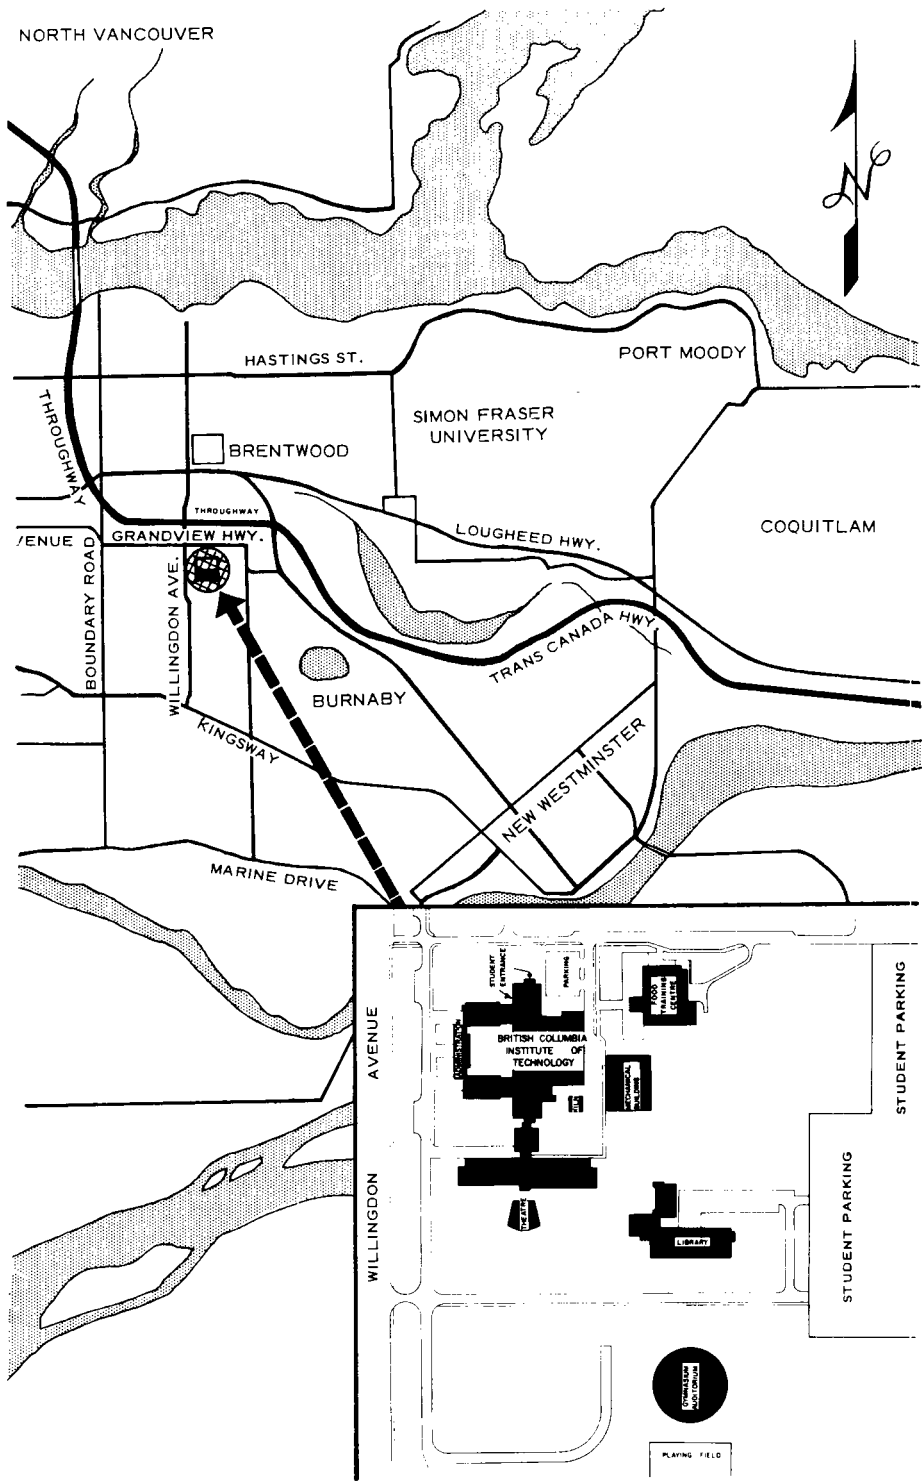 NORTH VANCOUVER
N
HASTINGS ST.
PORT MOODY
THROUGHWAY
SIMON FRASER
UNIVERSITY
BRENTWOOD
THROUGHWAY
LOUGHEED HWY.
COQUITLAM
VENUE
GRANDVIEW HWY.
BOUNDARY ROAD
WILLINGDON AVE.
TRANS CANADA HWY.
BURNABY
KINGSWAY
NEW WESTMINSTER
MARINE DRIVE
STUDENT
ENTRANCE
PARKING
FOOD
TRAINING
CENTRE
STUDENT PARKING
WILLINGDON AVENUE
ADMINISTRATION
BRITISH COLUMBIA
INSTITUTE OF
TECHNOLOGY
MECHANICAL
BUILDING
STUDENT PARKING
THEATRE
LIBRARY
GYMNASIUM
AUDITORIUM
PLAYING FIELD